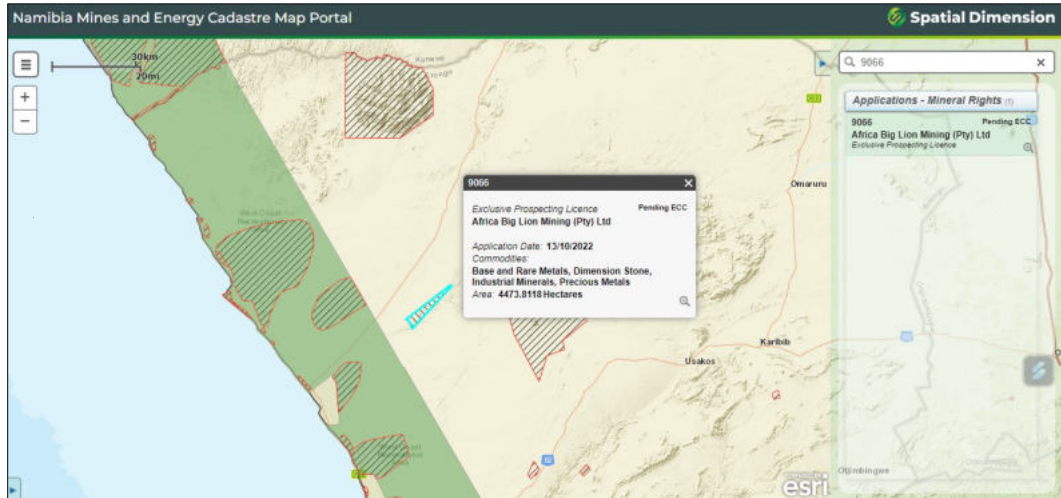 Namibia Mines and Energy Cadastre Map Portal
Spatial Dimension
30km
20mi
+
−
9066
Applications - Mineral Rights (1)
9066 Pending ECC
Africa Big Lion Mining (Pty) Ltd
Exclusive Prospecting Licence
Kunene
Omaruru
9066
Exclusive Prospecting Licence Pending ECC
Africa Big Lion Mining (Pty) Ltd
Application Date: 13/10/2022
Commodities:
Base and Rare Metals, Dimension Stone,
Industrial Minerals, Precious Metals
Area: 4473.8118 Hectares
Karibib
Usakos
Otjimbingwe
esri